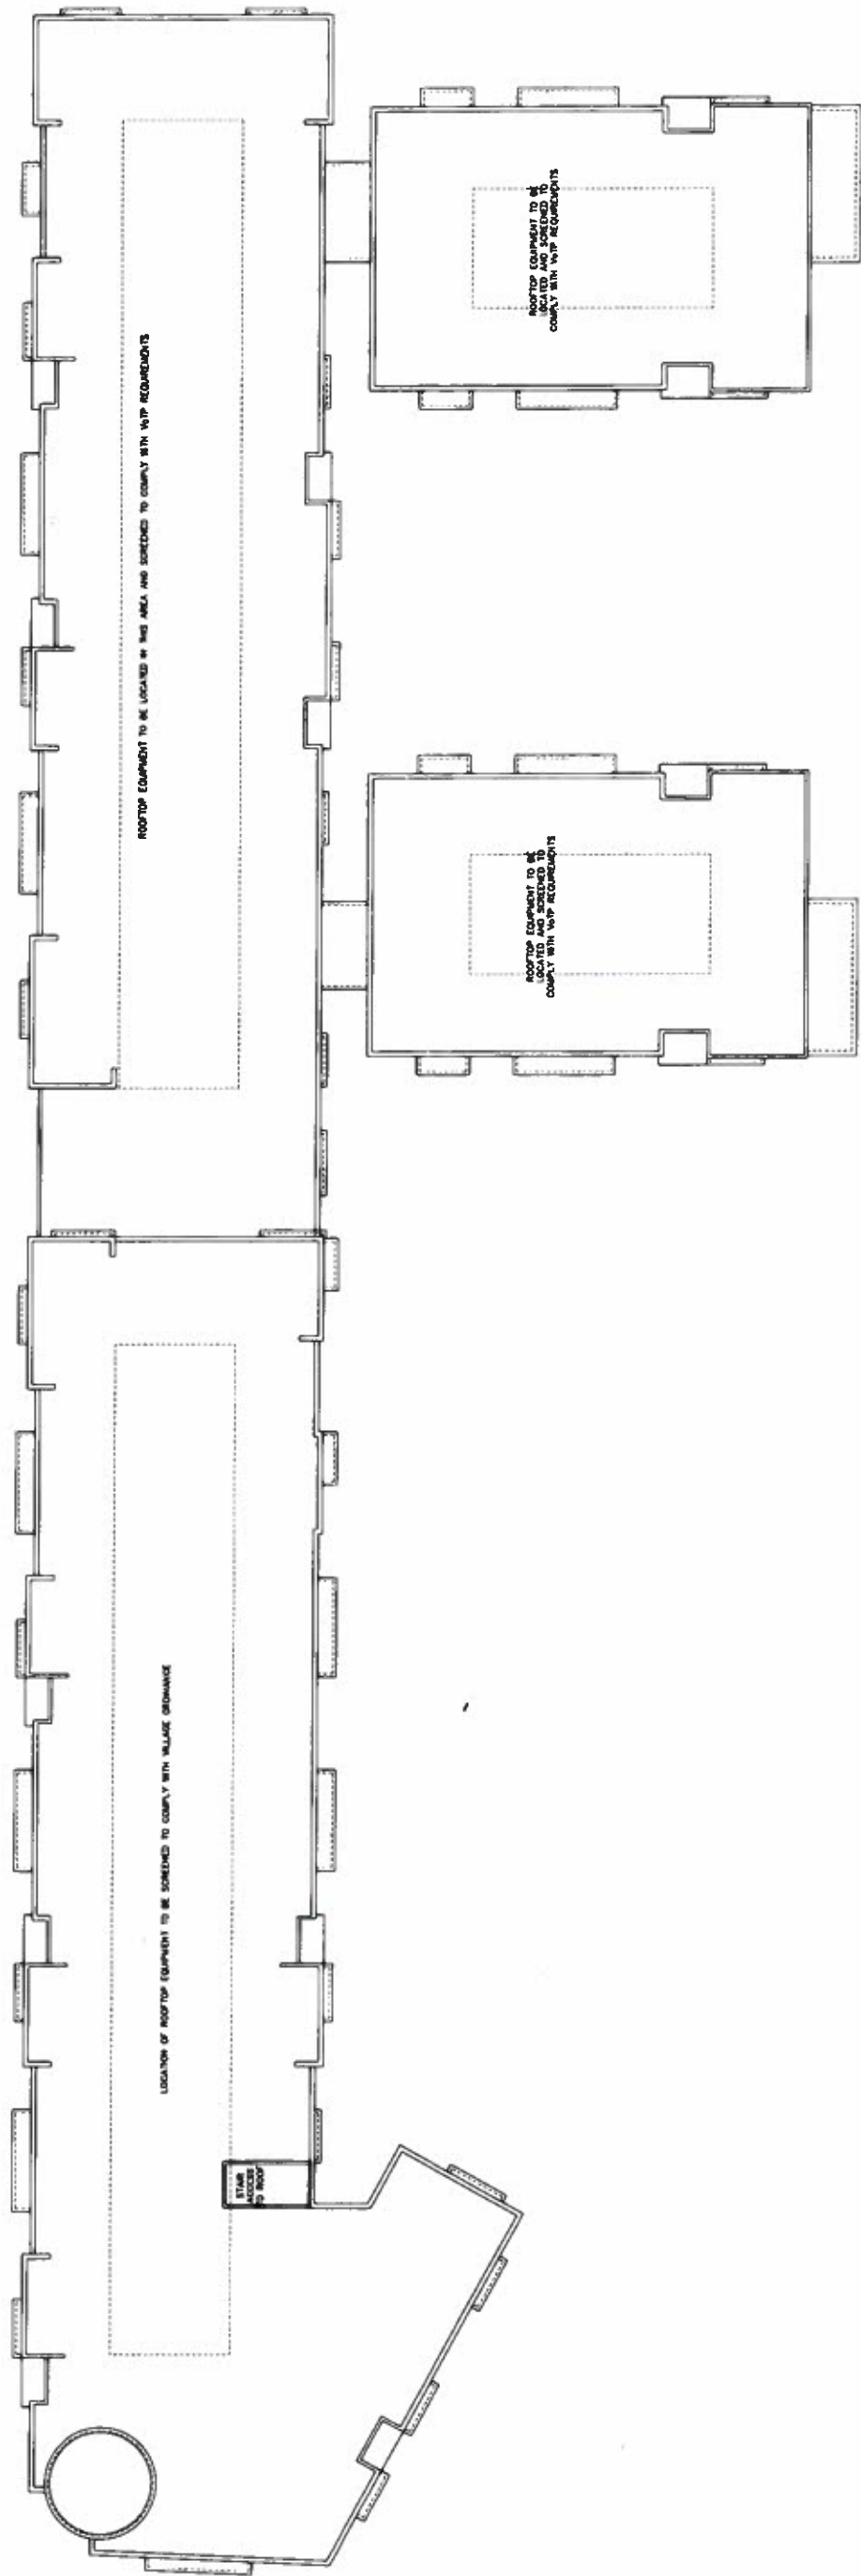 ROOFTOP EQUIPMENT TO BE
LOCATED AND SCREENED TO
COMPLY WITH VoTP REQUIREMENTS
ROOFTOP EQUIPMENT TO BE LOCATED IN THIS AREA AND SCREENED TO COMPLY WITH VoTP REQUIREMENTS
ROOFTOP EQUIPMENT TO BE
LOCATED AND SCREENED TO
COMPLY WITH VoTP REQUIREMENTS
LOCATION OF ROOFTOP EQUIPMENT TO BE SCREENED TO COMPLY WITH VILLAGE ORDINANCE
STAIR
ACCESS
TO ROOF